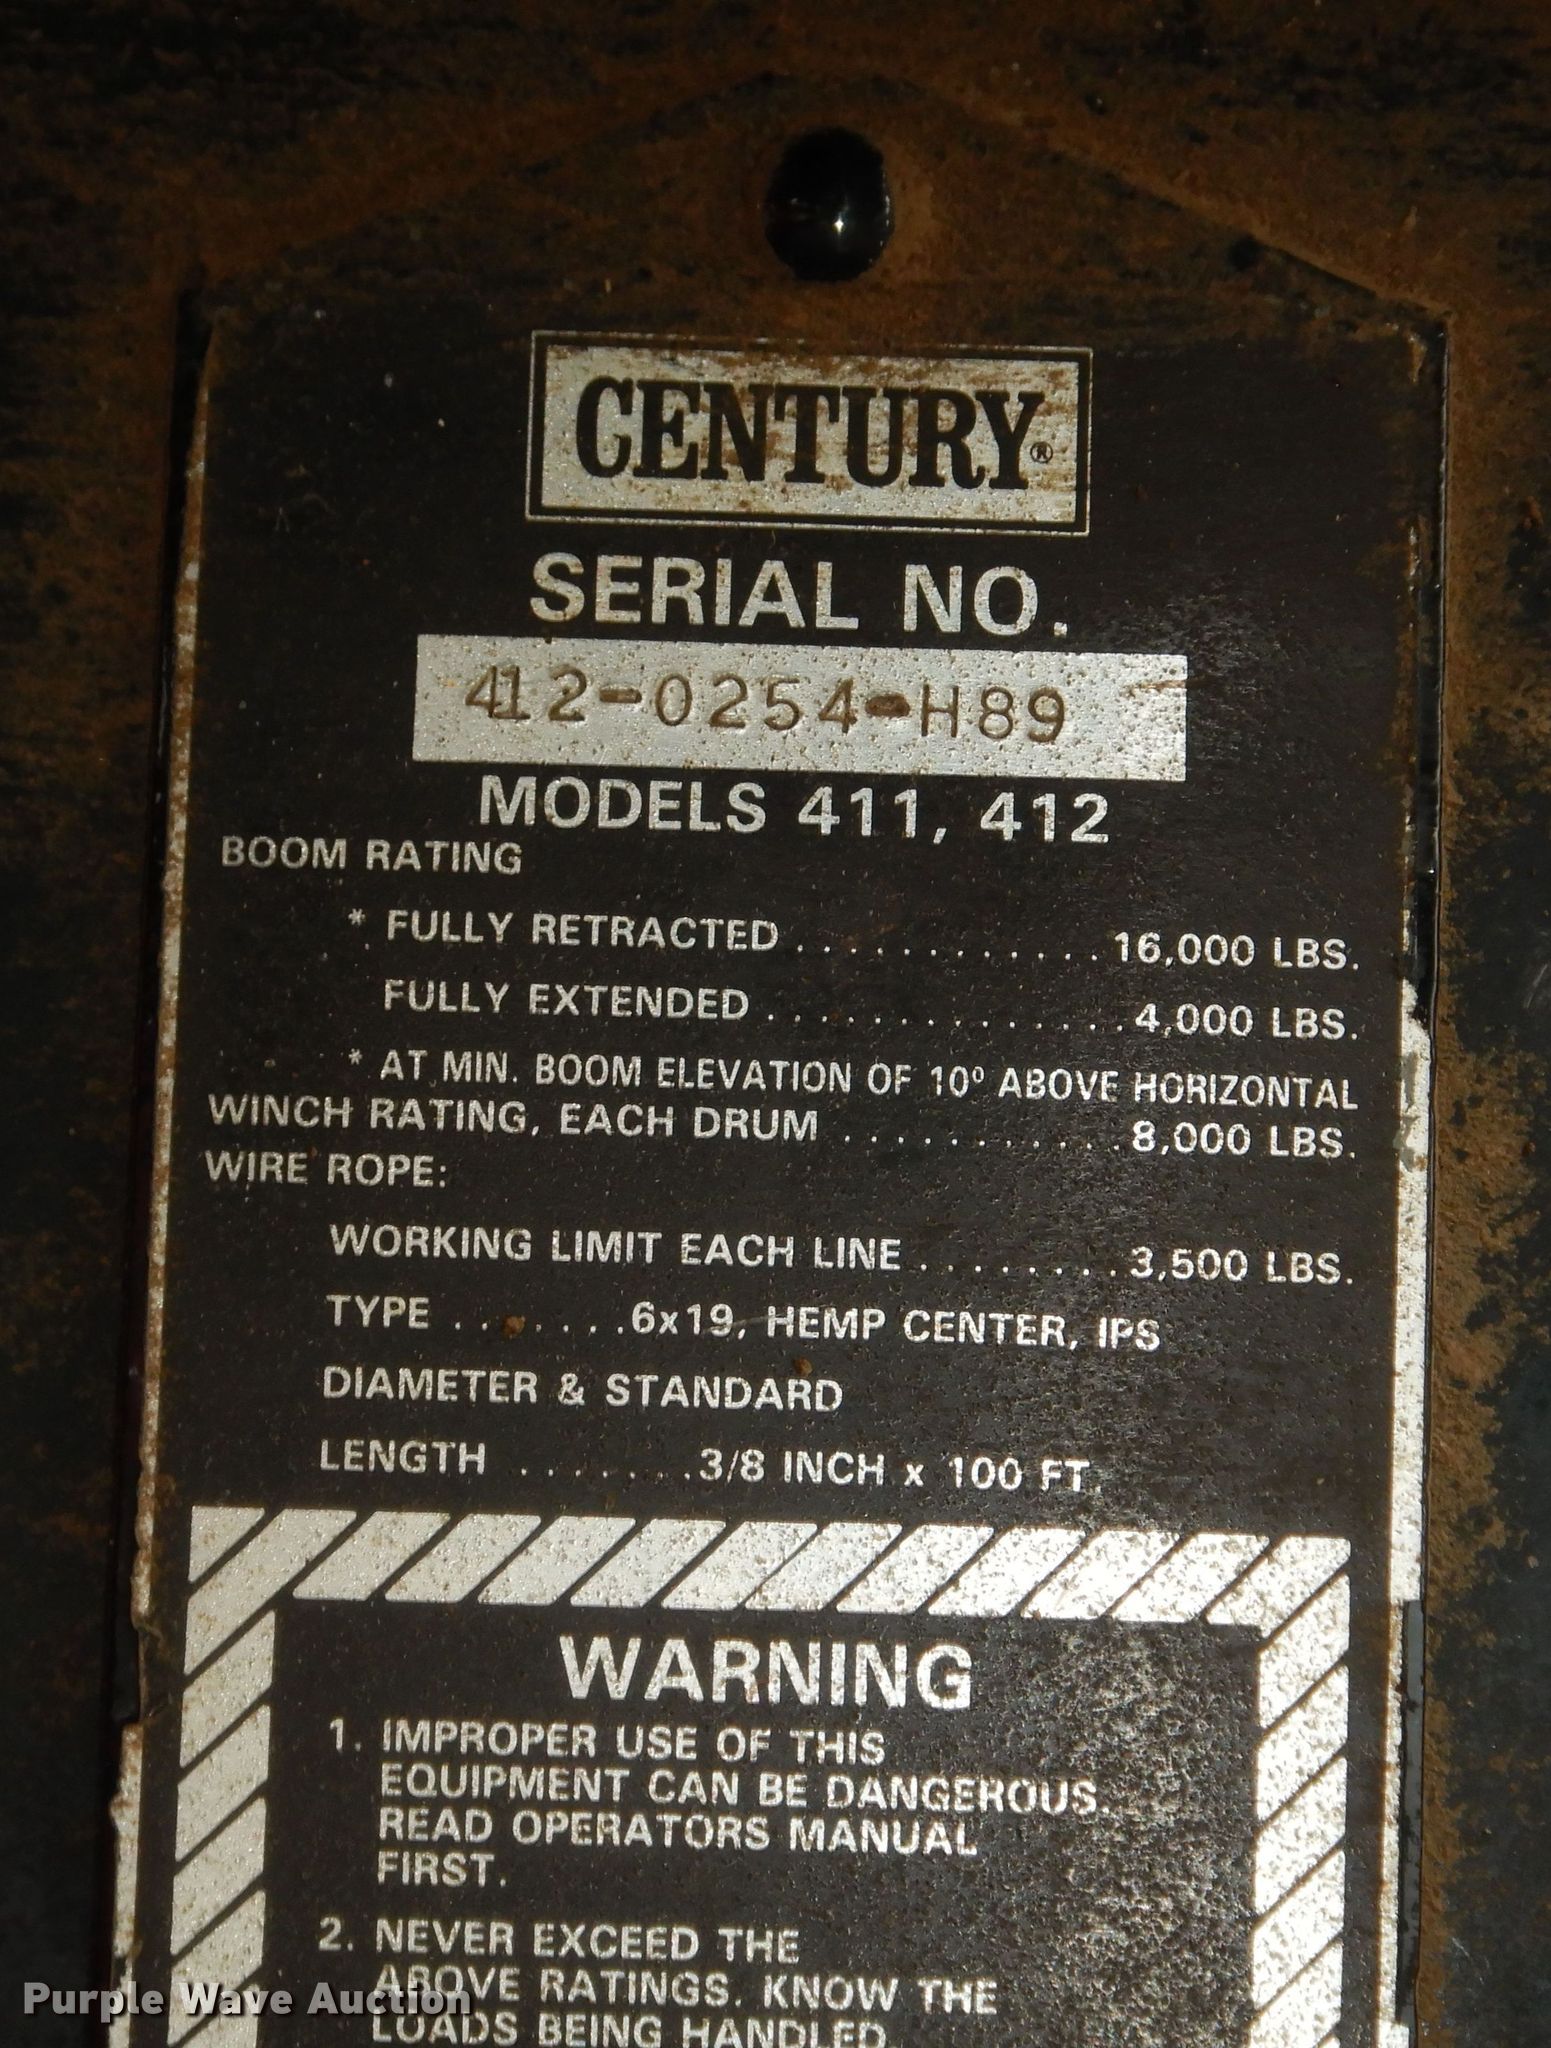 CENTURY®
SERIAL NO.
412-0254-H89
MODELS 411, 412
BOOM RATING
* FULLY RETRACTED . . . . . . . . . . . . . 16,000 LBS.
FULLY EXTENDED . . . . . . . . . . . . . . . 4,000 LBS.
* AT MIN. BOOM ELEVATION OF 10° ABOVE HORIZONTAL
WINCH RATING, EACH DRUM . . . . . . . . . . . . 8,000 LBS.
WIRE ROPE:
WORKING LIMIT EACH LINE . . . . . . . . 3,500 LBS.
TYPE . . . . . . . 6x19, HEMP CENTER, IPS
DIAMETER & STANDARD
LENGTH . . . . . . . 3/8 INCH x 100 FT.
WARNING
1. IMPROPER USE OF THIS
EQUIPMENT CAN BE DANGEROUS.
READ OPERATORS MANUAL
FIRST.
2. NEVER EXCEED THE
ABOVE RATINGS. KNOW THE
LOADS BEING HANDLED.
Purple Wave Auction